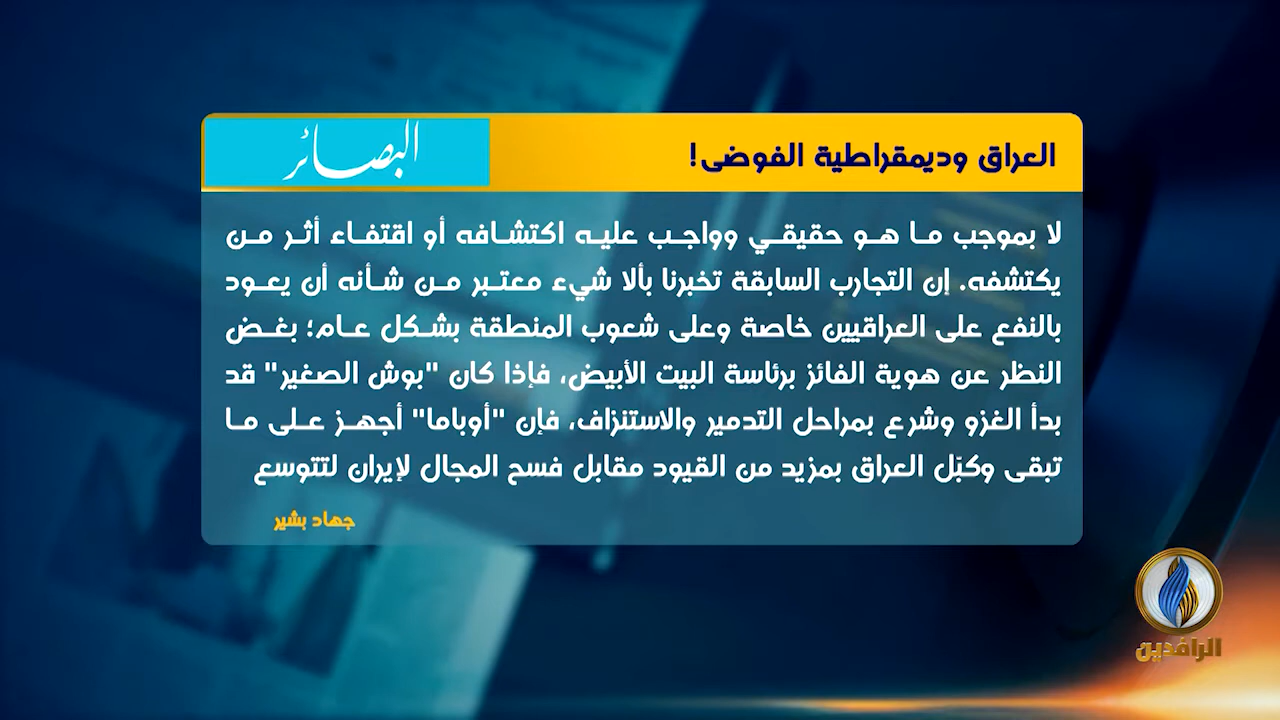 العراق وديمقراطية الفوضى!
البصائر
لا بموجب ما هو حقيقي وواجب عليه اكتشافه أو اقتفاء أثر من
يكتشفه. إن التجارب السابقة تخبرنا بألا شيء معتبر من شأنه أن يعود
بالنفع على العراقيين خاصة وعلى شعوب المنطقة بشكل عام؛ بغض
النظر عن هوية الفائز برئاسة البيت الأبيض، فإذا كان "بوش الصغير" قد
بدأ الغزو وشرع بمراحل التدمير والاستنزاف، فإن "أوباما" أجهز على ما
تبقى وكبّل العراق بمزيد من القيود مقابل فسح المجال لإيران لتتوسع
جهاد بشير
الرافدين